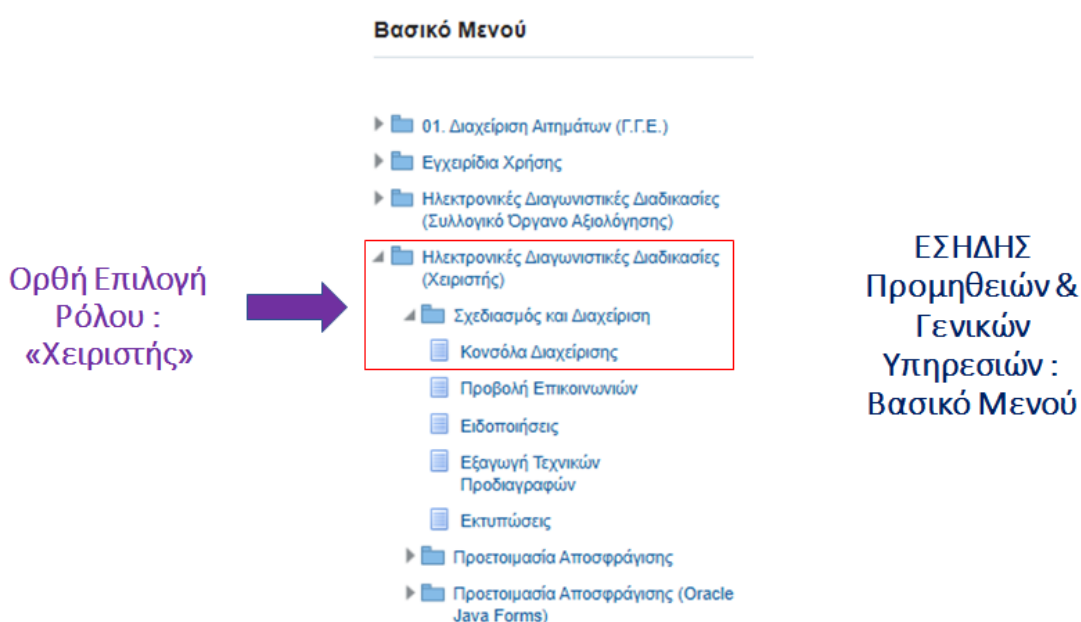 Βασικό Μενού
01. Διαχείριση Αιτημάτων (Γ.Γ.Ε.)
Εγχειρίδια Χρήσης
Ηλεκτρονικές Διαγωνιστικές Διαδικασίες
(Συλλογικό Όργανο Αξιολόγησης)
Ηλεκτρονικές Διαγωνιστικές Διαδικασίες
(Χειριστής)
Σχεδιασμός και Διαχείριση
Κονσόλα Διαχείρισης
Προβολή Επικοινωνιών
Ειδοποιήσεις
Εξαγωγή Τεχνικών
Προδιαγραφών
Εκτυπώσεις
Προετοιμασία Αποσφράγισης
Προετοιμασία Αποσφράγισης (Oracle
Java Forms)
Ορθή Επιλογή
Ρόλου :
«Χειριστής»
ΕΣΗΔΗΣ
Προμηθειών &
Γενικών
Υπηρεσιών :
Βασικό Μενού